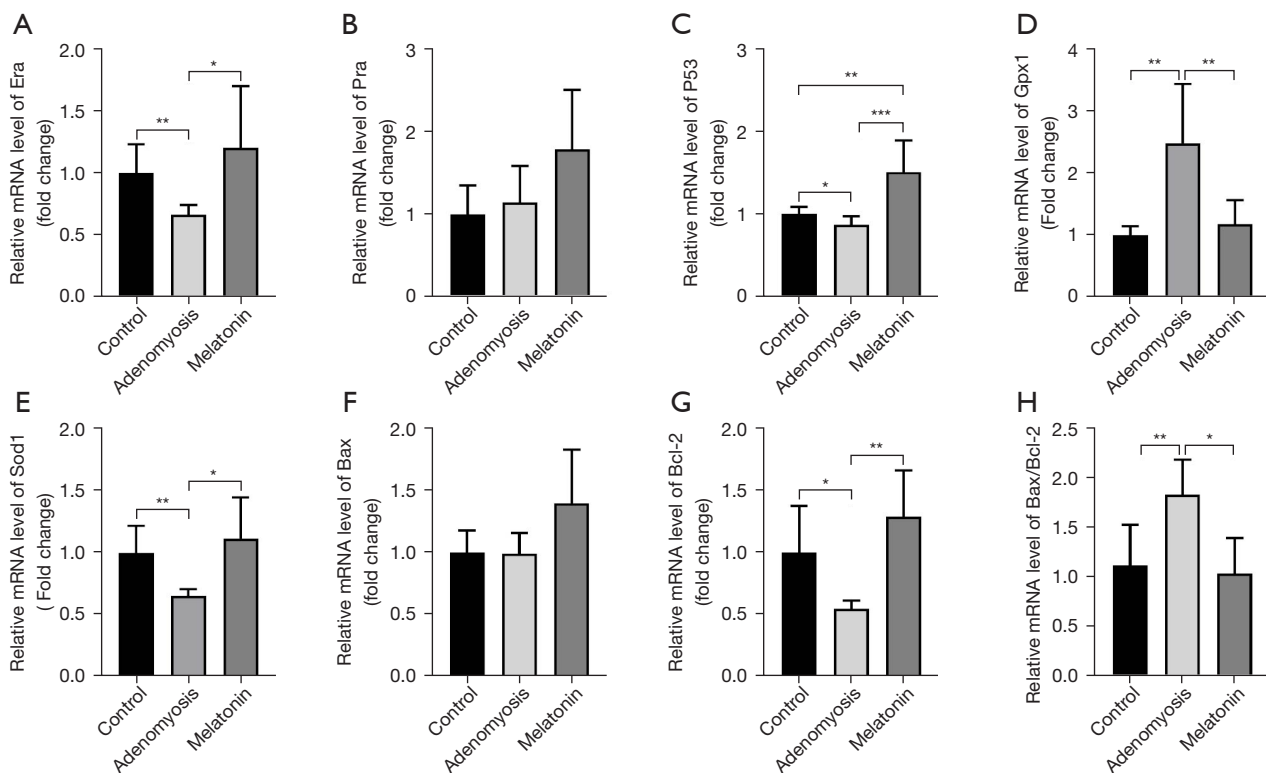 A
Relative mRNA level of Era
(fold change)
2.0
1.5
1.0
0.5
0.0
**
*
Control
Adenomyosis
Melatonin
B
Relative mRNA level of Pra
(fold change)
3
2
1
0
Control
Adenomyosis
Melatonin
C
Relative mRNA level of P53
(fold change)
3
2
1
0
**
***
*
Control
Adenomyosis
Melatonin
D
Relative mRNA level of Gpx1
(Fold change)
4
3
2
1
0
**
**
Control
Adenomyosis
Melatonin
E
Relative mRNA level of Sod1
( Fold change)
2.0
1.5
1.0
0.5
0.0
**
*
Control
Adenomyosis
Melatonin
F
Relative mRNA level of Bax
(fold change)
2.0
1.5
1.0
0.5
0.0
Control
Adenomyosis
Melatonin
G
Relative mRNA level of Bcl-2
(fold change)
2.0
1.5
1.0
0.5
0.0
*
**
Control
Adenomyosis
Melatonin
H
Relative mRNA level of Bax/Bcl-2
2.5
2.0
1.5
1.0
0.5
0.0
**
*
Control
Adenomyosis
Melatonin